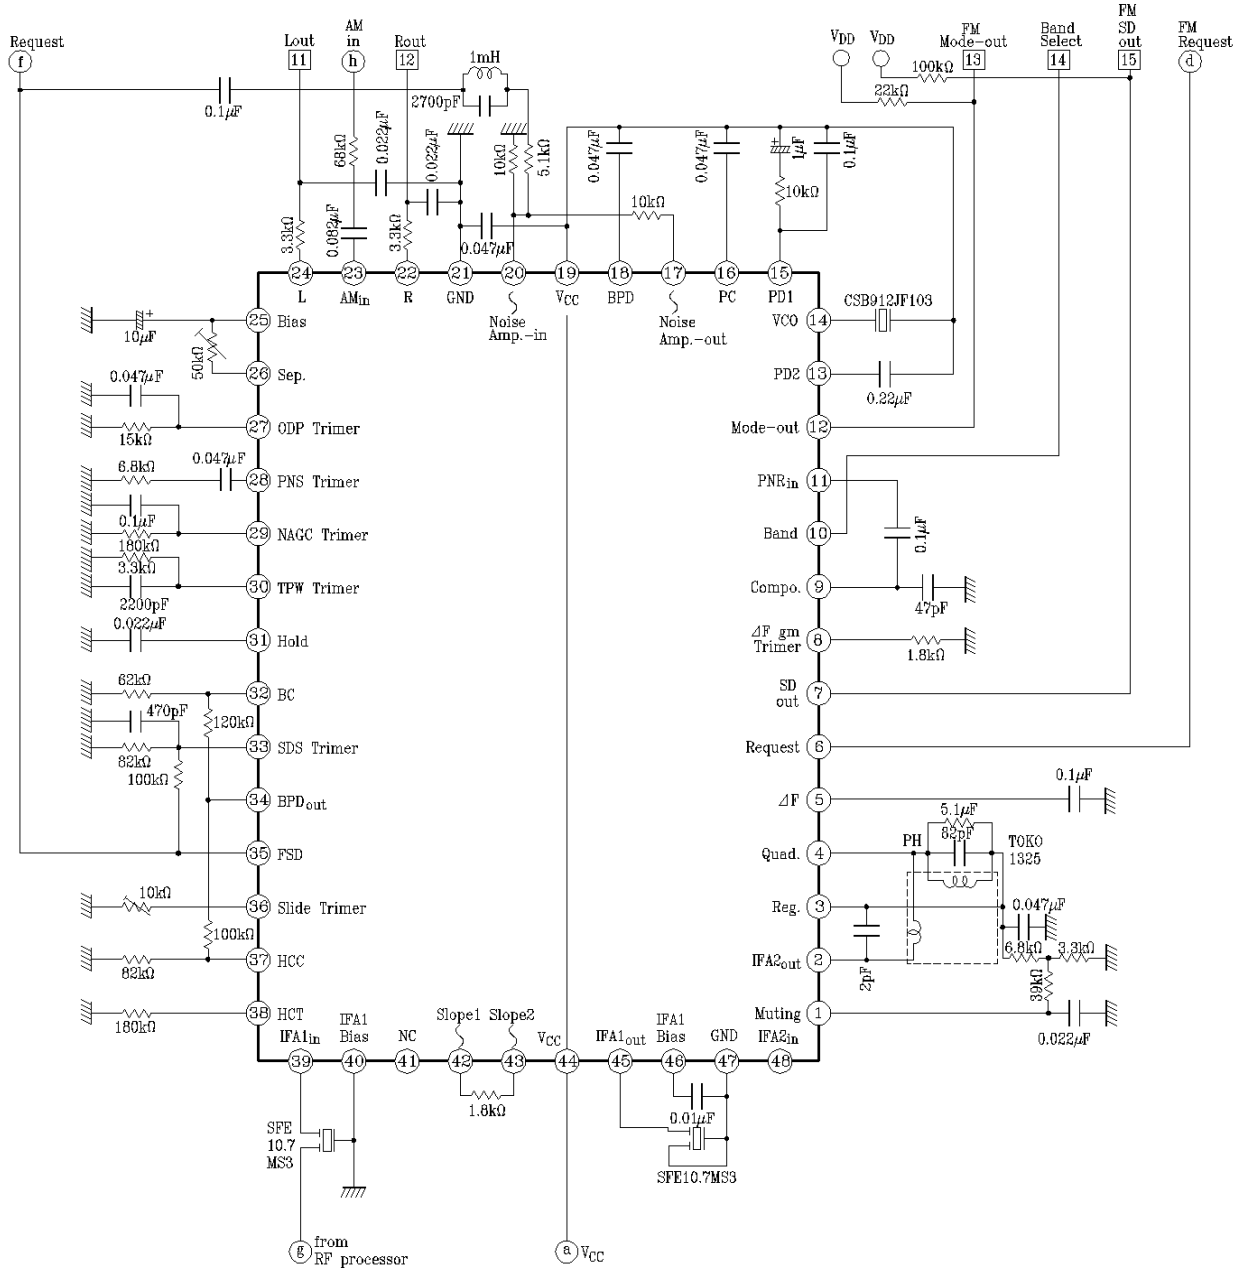 Request
f
Lout
11
AM
in
h
Rout
12
1mH
2700pF
0.1μF
VDD
VDD
FM
Mode-out
13
Band
Select
14
FM
SD
out
15
FM
Request
d
100kΩ
22kΩ
68kΩ
0.022μF
0.022μF
10kΩ
5.1kΩ
0.047μF
0.047μF
1μF
+
0.1μF
10kΩ
10kΩ
3.3kΩ
0.082μF
3.3kΩ
0.047μF
24
23
22
21
20
19
18
17
16
15
L
AMin
R
GND
Noise
Amp.-in
VCC
BPD
Noise
Amp.-out
PC
PD1
CSB912JF103
10μF
+
25
Bias
VCO
14
50kΩ
26
Sep.
PD2
13
0.22μF
0.047μF
15kΩ
27
ODP Trimer
Mode-out
12
6.8kΩ
0.047μF
28
PNS Trimer
PNRin
11
0.1μF
0.1μF
180kΩ
29
NAGC Trimer
Band
10
3.3kΩ
2200pF
30
TPW Trimer
Compo.
9
47pF
0.022μF
31
Hold
ΔF gm
Trimer
8
1.8kΩ
62kΩ
32
BC
SD
out
7
470pF
120kΩ
82kΩ
33
SDS Trimer
Request
6
100kΩ
34
BPDout
ΔF
5
0.1μF
5.1μF
82pF
35
FSD
Quad.
4
PH
TOKO
1325
10kΩ
36
Slide Trimer
Reg.
3
0.047μF
100kΩ
82kΩ
37
HCC
IFA2out
2
2pF
6.8kΩ
3.3kΩ
39kΩ
180kΩ
38
HCT
Muting
1
0.022μF
IFA1in
IFA1
Bias
NC
Slope1
Slope2
VCC
IFA1out
IFA1
Bias
GND
IFA2in
39
40
41
42
43
44
45
46
47
48
1.8kΩ
0.01μF
SFE
10.7
MS3
SFE10.7MS3
g
from
RF processor
a
VCC